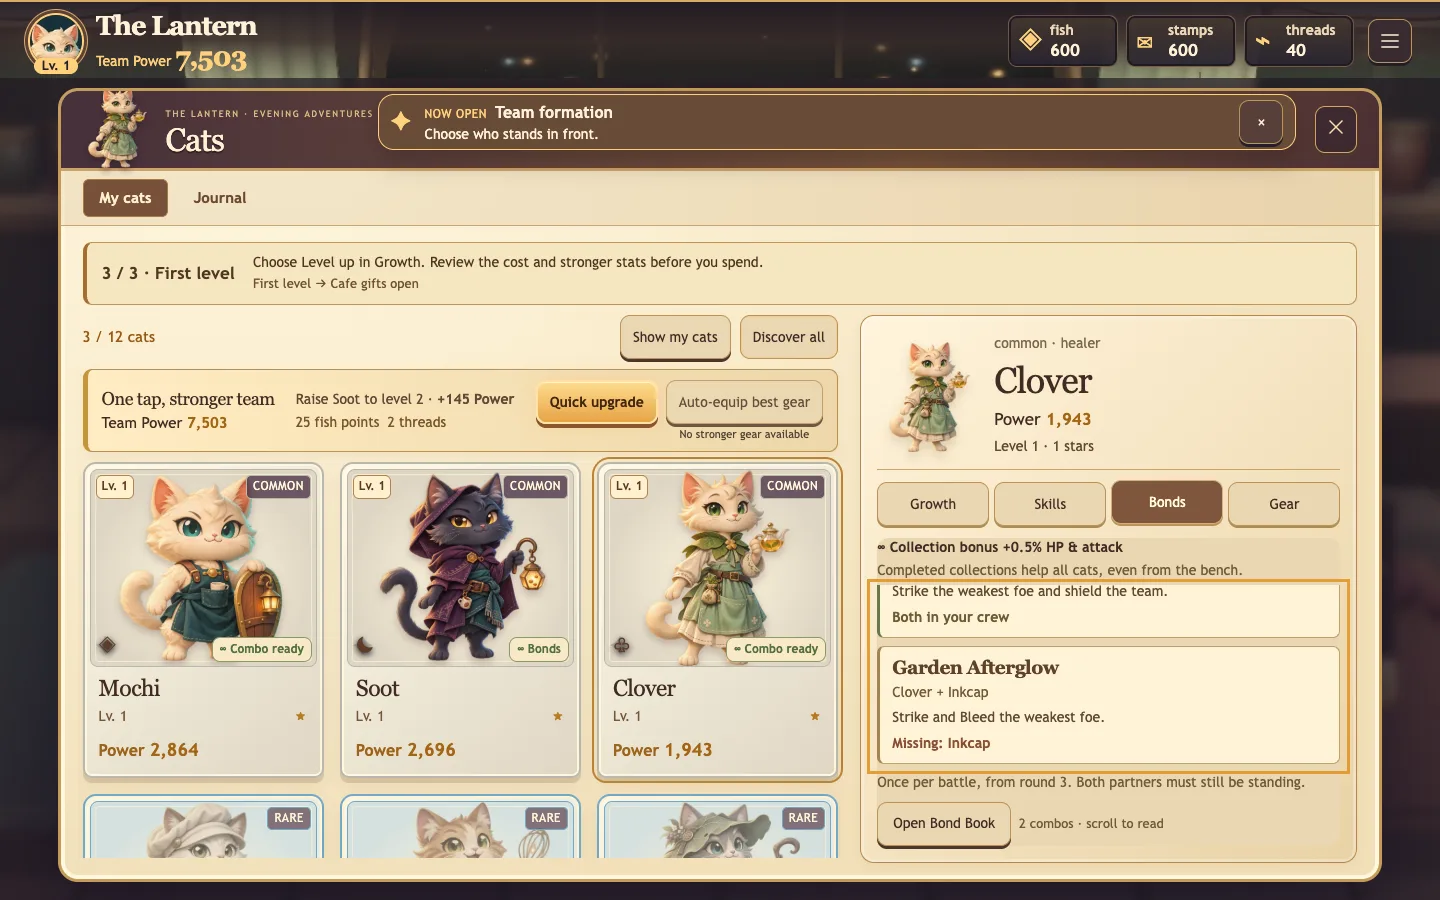 The Lantern
Team Power 7,503
Lv. 1
fish
600
stamps
600
threads
40
THE LANTERN · EVENING ADVENTURES
Cats
NOW OPEN Team formation
Choose who stands in front.
×
My cats
Journal
3 / 3 · First level
Choose Level up in Growth. Review the cost and stronger stats before you spend.
First level → Cafe gifts open
3 / 12 cats
Show my cats
Discover all
One tap, stronger team
Team Power 7,503
Raise Soot to level 2 · +145 Power
25 fish points 2 threads
Quick upgrade
Auto-equip best gear
No stronger gear available
Lv. 1
COMMON
∞ Combo ready
Mochi
Lv. 1
★
Power 2,864
Lv. 1
COMMON
∞ Bonds
Soot
Lv. 1
★
Power 2,696
Lv. 1
COMMON
∞ Combo ready
Clover
Lv. 1
★
Power 1,943
RARE
RARE
RARE
common · healer
Clover
Power 1,943
Level 1 · 1 stars
Growth
Skills
Bonds
Gear
∞ Collection bonus +0.5% HP & attack
Completed collections help all cats, even from the bench.
Strike the weakest foe and shield the team.
Both in your crew
Garden Afterglow
Clover + Inkcap
Strike and Bleed the weakest foe.
Missing: Inkcap
Once per battle, from round 3. Both partners must still be standing.
Open Bond Book
2 combos · scroll to read